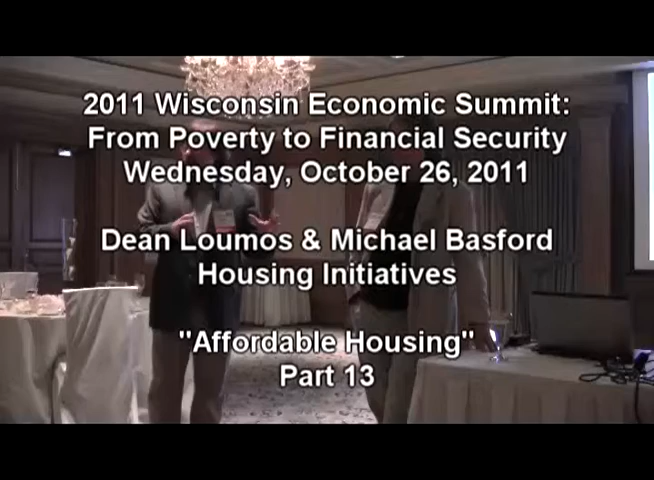 2011 Wisconsin Economic Summit:
From Poverty to Financial Security
Wednesday, October 26, 2011
Dean Loumos & Michael Basford
Housing Initiatives
"Affordable Housing"
Part 13